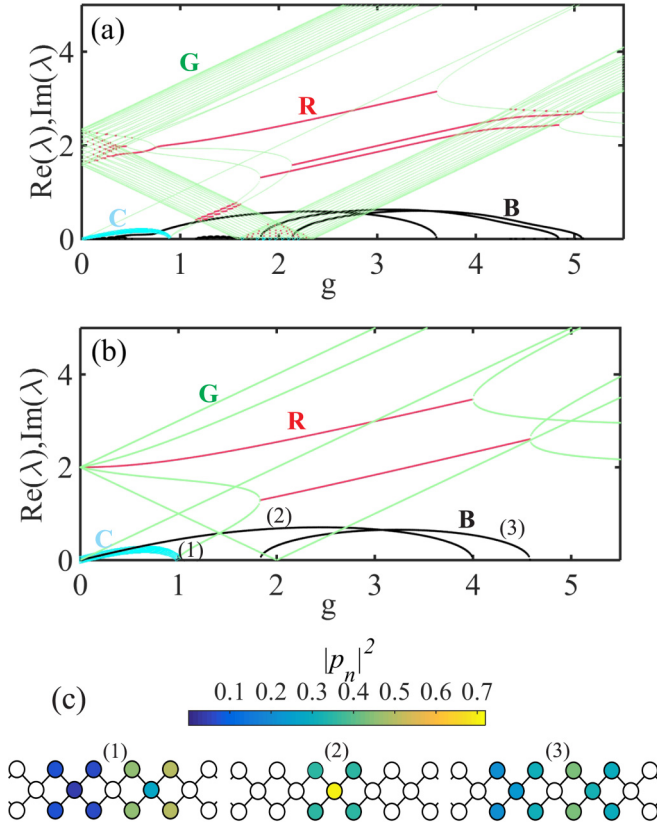 (a)
G
R
C
B
Re(λ),Im(λ)
4
2
0
0 1 2 3 4 5
g
(b)
G
R
C
(1)
(2)
B
(3)
Re(λ),Im(λ)
4
2
0
0 1 2 3 4 5
g
|pₙ|²
(c)
0.1 0.2 0.3 0.4 0.5 0.6 0.7
(1) (2) (3)